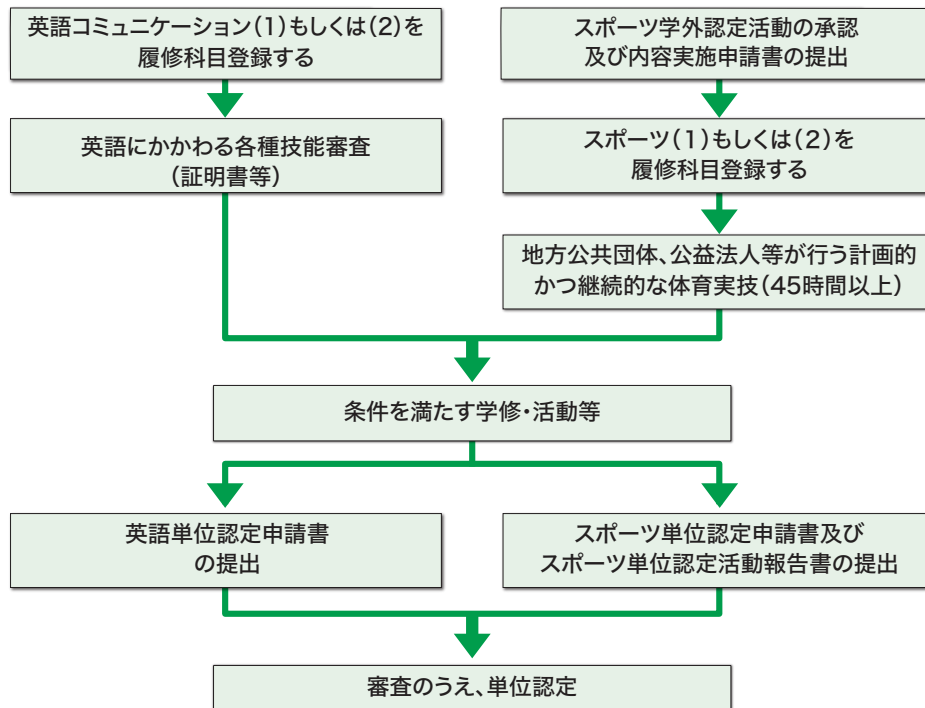 英語コミュニケーション(1)もしくは(2)を
履修科目登録する
スポーツ学外認定活動の承認
及び内容実施申請書の提出
英語にかかわる各種技能審査
(証明書等)
スポーツ(1)もしくは(2)を
履修科目登録する
地方公共団体、公益法人等が行う計画的
かつ継続的な体育実技(45時間以上)
条件を満たす学修・活動等
英語単位認定申請書
の提出
スポーツ単位認定申請書及び
スポーツ単位認定活動報告書の提出
審査のうえ、単位認定